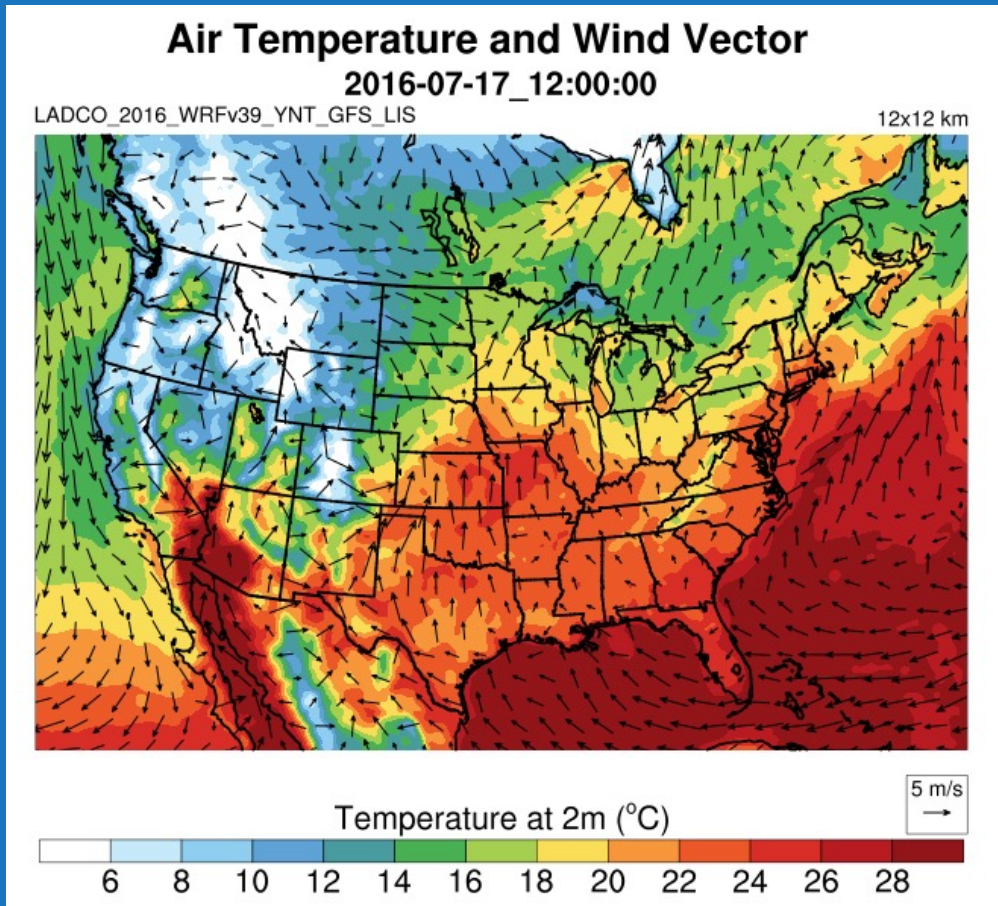 Air Temperature and Wind Vector
2016-07-17_12:00:00
LADCO_2016_WRFv39_YNT_GFS_LIS 12x12 km
5 m/s
Temperature at 2m (°C)
6 8 10 12 14 16 18 20 22 24 26 28